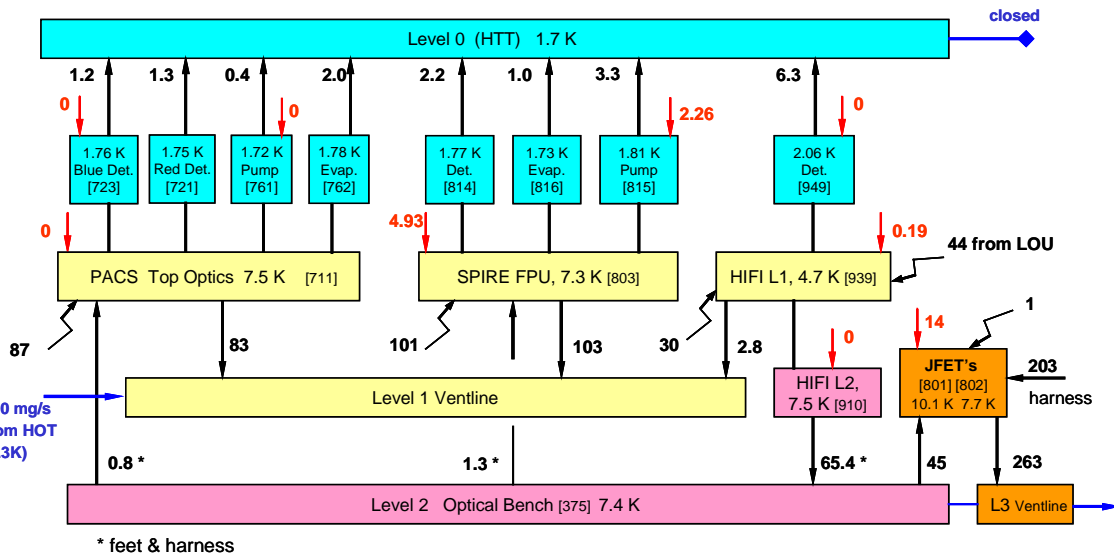 closed
Level 0 (HTT) 1.7 K
1.2
1.3
0.4
2.0
2.2
1.0
3.3
6.3
0
0
2.26
0
1.76 K
Blue Det.
[723]
1.75 K
Red Det.
[721]
1.72 K
Pump
[761]
1.78 K
Evap.
[762]
1.77 K
Det.
[814]
1.73 K
Evap.
[816]
1.81 K
Pump
[815]
2.06 K
Det.
[949]
0
4.93
0.19
44 from LOU
PACS Top Optics 7.5 K [711]
SPIRE FPU, 7.3 K [803]
HIFI L1, 4.7 K [939]
87
83
101
103
30
2.8
0
14
1
JFET's
[801] [802]
10.1 K 7.7 K
203
harness
HIFI L2,
7.5 K [910]
Level 1 Ventline
0 mg/s
om HOT
.3K)
0.8 *
1.3 *
65.4 *
45
263
Level 2 Optical Bench [375] 7.4 K
L3 Ventline
* feet & harness